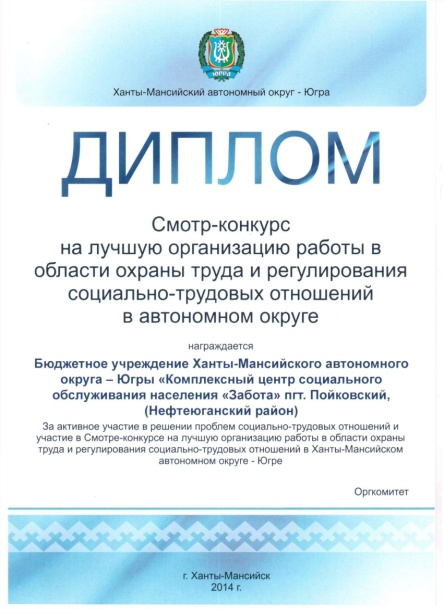 ЮГРА
Ханты-Мансийский автономный округ - Югра
ДИПЛОМ
Смотр-конкурс
на лучшую организацию работы в
области охраны труда и регулирования
социально-трудовых отношений
в автономном округе
награждается
Бюджетное учреждение Ханты-Мансийского автономного
округа – Югры «Комплексный центр социального
обслуживания населения «Забота» пгт. Пойковский,
(Нефтеюганский район)
За активное участие в решении проблем социально-трудовых отношений и
участие в Смотре-конкурсе на лучшую организацию работы в области охраны
труда и регулирования социально-трудовых отношений в Ханты-Мансийском
автономном округе - Югре
Оргкомитет
г. Ханты-Мансийск
2014 г.